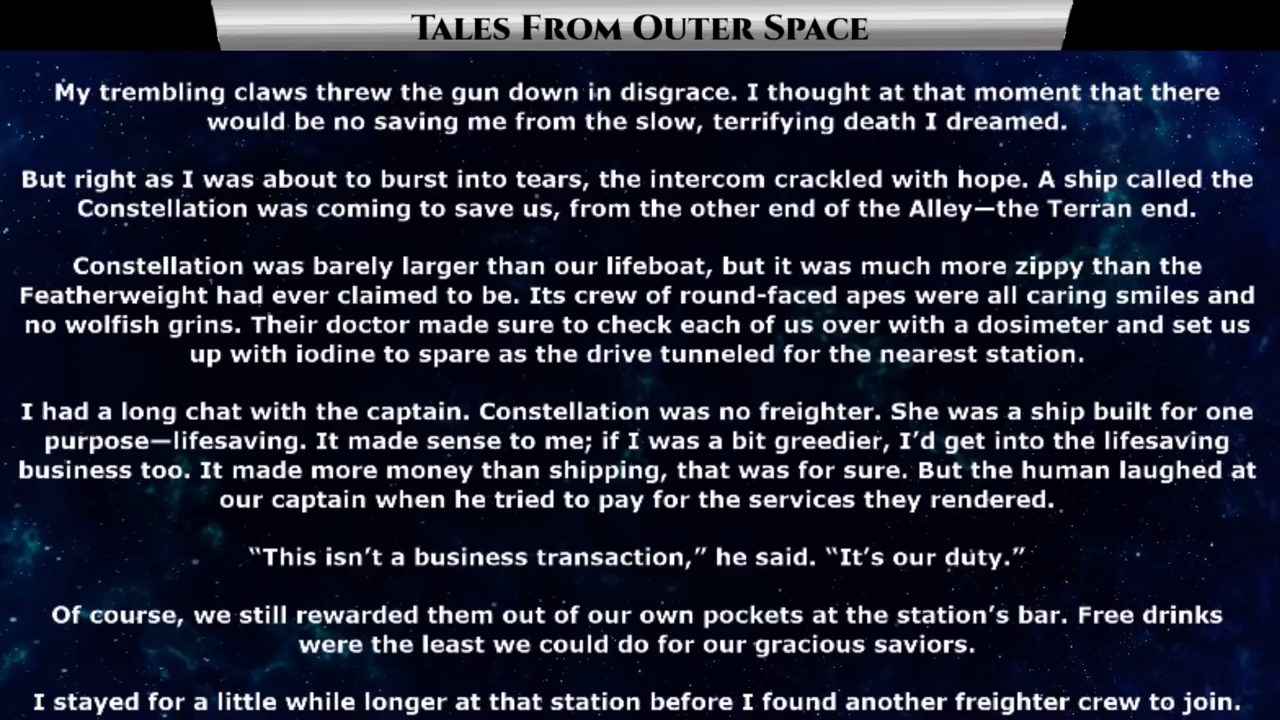 Tales From Outer Space
My trembling claws threw the gun down in disgrace. I thought at that moment that there
would be no saving me from the slow, terrifying death I dreamed.
But right as I was about to burst into tears, the intercom crackled with hope. A ship called the
Constellation was coming to save us, from the other end of the Alley—the Terran end.
Constellation was barely larger than our lifeboat, but it was much more zippy than the
Featherweight had ever claimed to be. Its crew of round-faced apes were all caring smiles and
no wolfish grins. Their doctor made sure to check each of us over with a dosimeter and set us
up with iodine to spare as the drive tunneled for the nearest station.
I had a long chat with the captain. Constellation was no freighter. She was a ship built for one
purpose—lifesaving. It made sense to me; if I was a bit greedier, I’d get into the lifesaving
business too. It made more money than shipping, that was for sure. But the human laughed at
our captain when he tried to pay for the services they rendered.
“This isn’t a business transaction,” he said. “It’s our duty.”
Of course, we still rewarded them out of our own pockets at the station’s bar. Free drinks
were the least we could do for our gracious saviors.
I stayed for a little while longer at that station before I found another freighter crew to join.